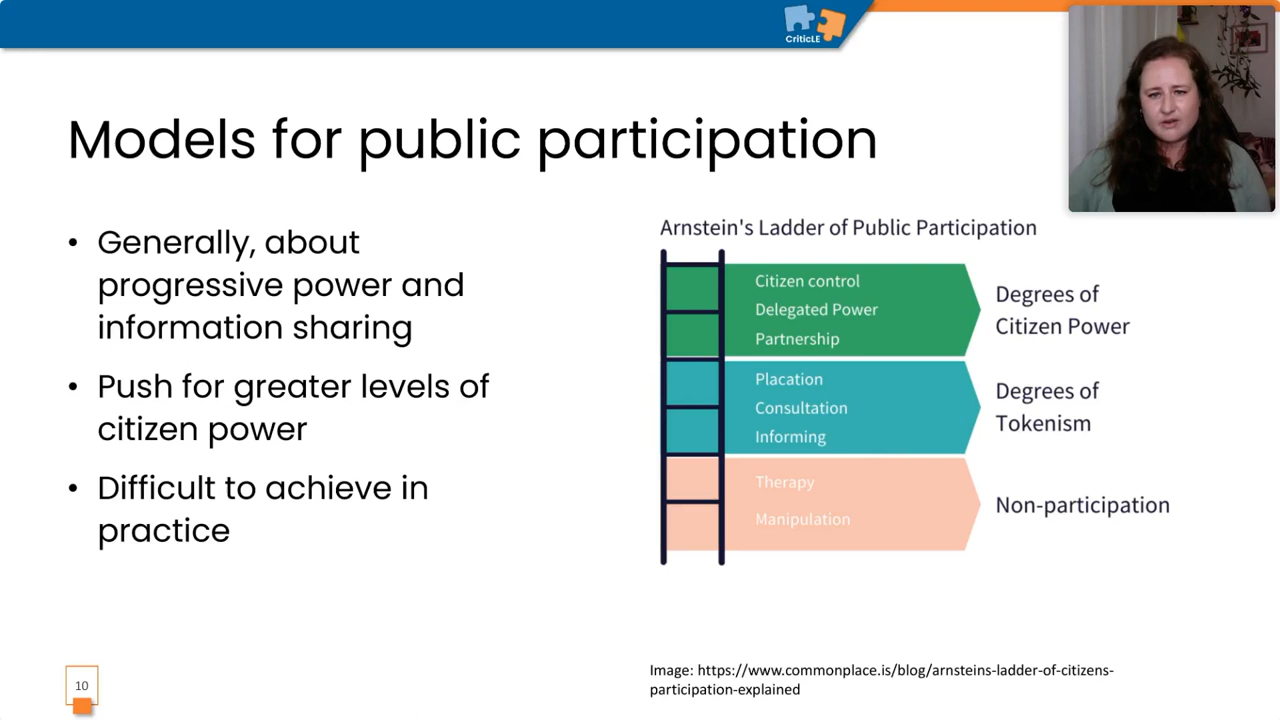 CriticLE
Models for public participation
• Generally, about
progressive power and
information sharing
• Push for greater levels of
citizen power
• Difficult to achieve in
practice
Arnstein's Ladder of Public Participation
Citizen control
Delegated Power
Partnership
Degrees of
Citizen Power
Placation
Consultation
Informing
Degrees of
Tokenism
Therapy
Manipulation
Non-participation
Image: https://www.commonplace.is/blog/arnsteins-ladder-of-citizens-
participation-explained
10